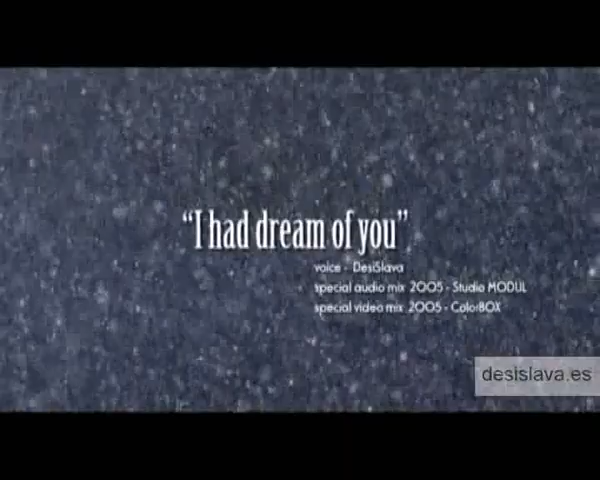 “I had dream of you”
voice - DesiSlava
special audio mix 2005 - Studio MODUL
special video mix 2005 - ColorBOX
desislava.es